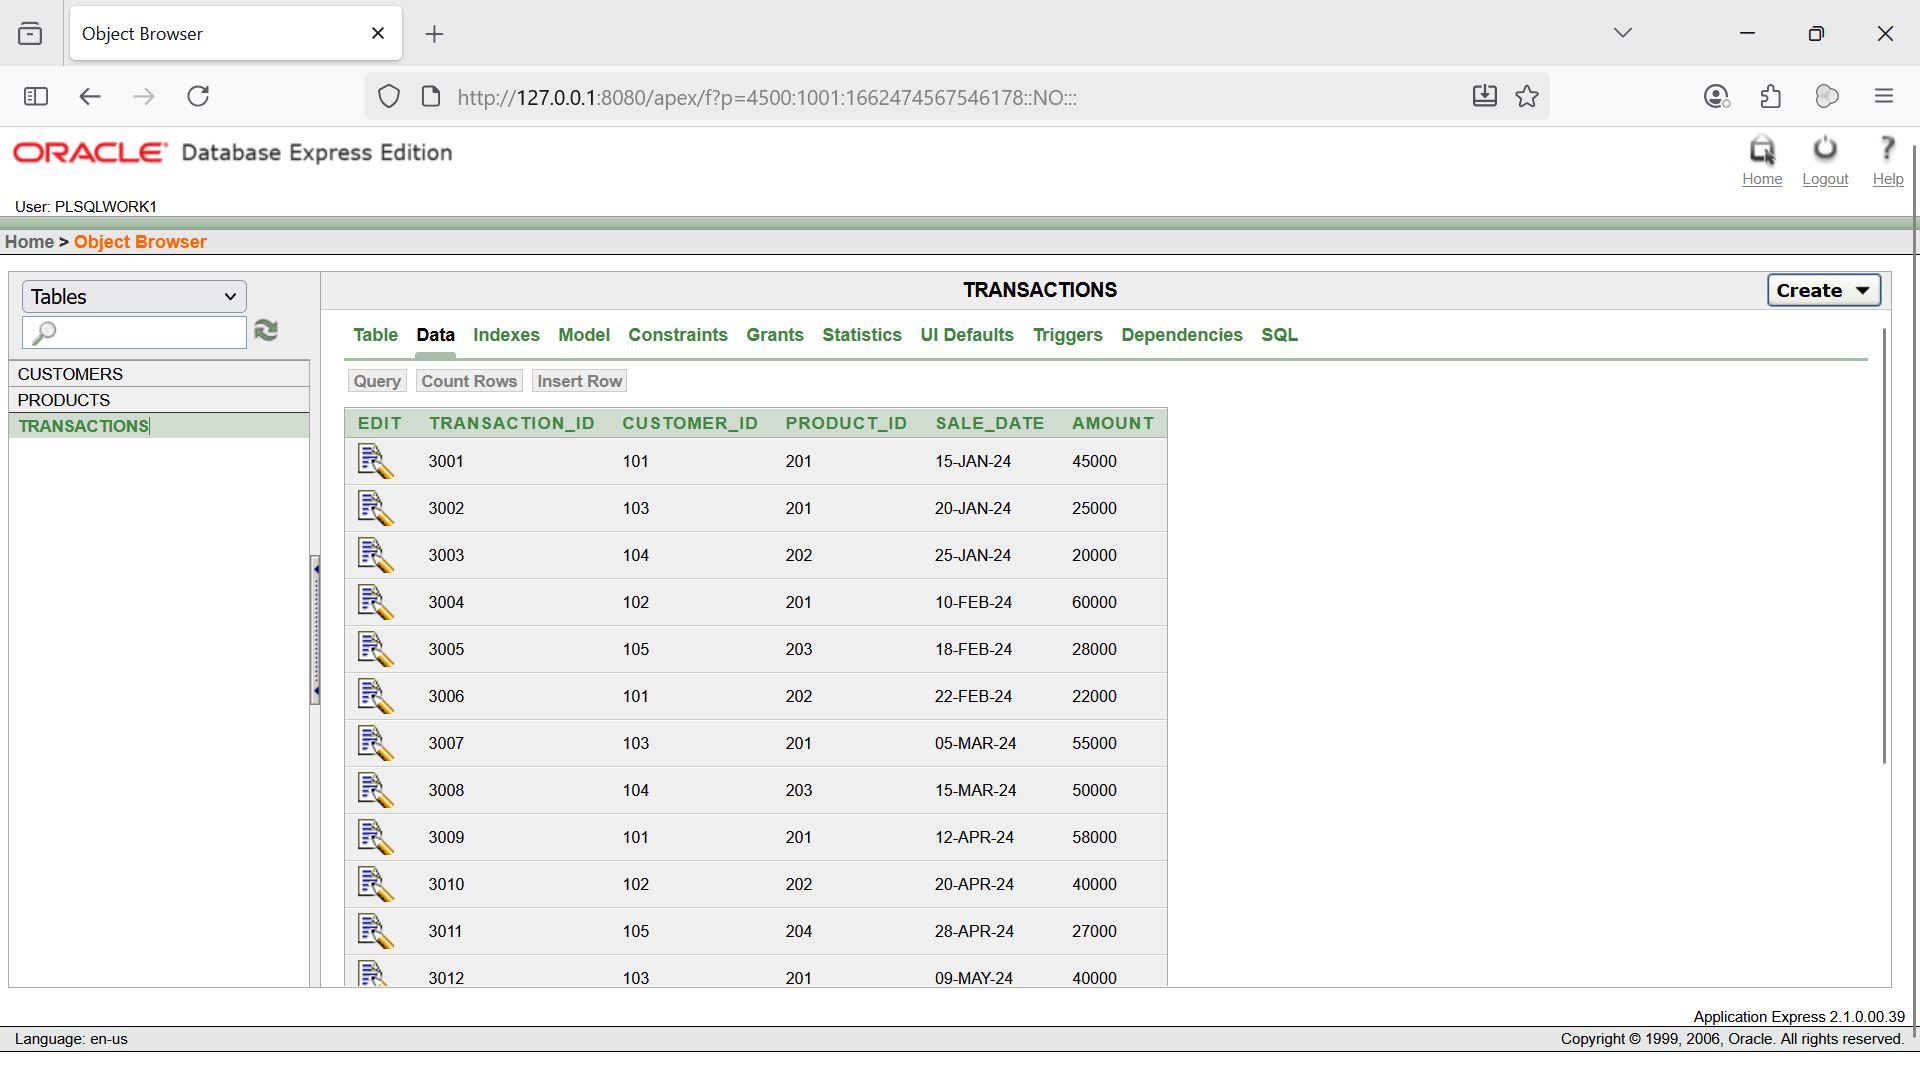 Object Browser
http://127.0.0.1:8080/apex/f?p=4500:1001:1662474567546178::NO:::
ORACLE Database Express Edition
Home Logout Help
User: PLSQLWORK1
Home > Object Browser
Tables
CUSTOMERS
PRODUCTS
TRANSACTIONS
TRANSACTIONS
Create
Table Data Indexes Model Constraints Grants Statistics UI Defaults Triggers Dependencies SQL
Query Count Rows Insert Row
EDIT TRANSACTION_ID CUSTOMER_ID PRODUCT_ID SALE_DATE AMOUNT
3001 101 201 15-JAN-24 45000
3002 103 201 20-JAN-24 25000
3003 104 202 25-JAN-24 20000
3004 102 201 10-FEB-24 60000
3005 105 203 18-FEB-24 28000
3006 101 202 22-FEB-24 22000
3007 103 201 05-MAR-24 55000
3008 104 203 15-MAR-24 50000
3009 101 201 12-APR-24 58000
3010 102 202 20-APR-24 40000
3011 105 204 28-APR-24 27000
3012 103 201 09-MAY-24 40000
Application Express 2.1.0.00.39
Language: en-us
Copyright © 1999, 2006, Oracle. All rights reserved.